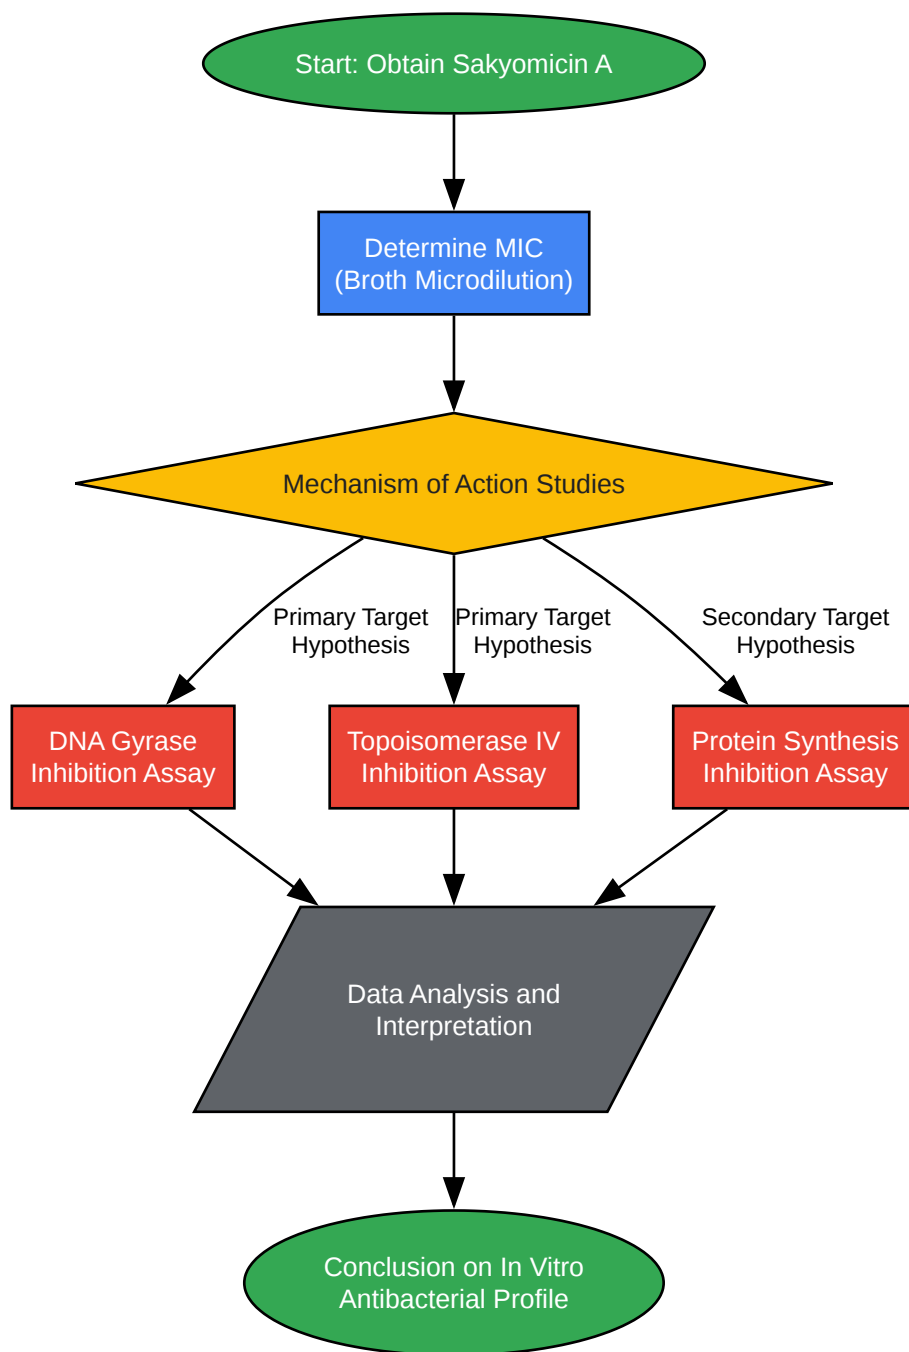 Start: Obtain Sakyomicin A
Determine MIC
(Broth Microdilution)
Mechanism of Action Studies
Primary Target
Hypothesis
Primary Target
Hypothesis
Secondary Target
Hypothesis
DNA Gyrase
Inhibition Assay
Topoisomerase IV
Inhibition Assay
Protein Synthesis
Inhibition Assay
Data Analysis and
Interpretation
Conclusion on In Vitro
Antibacterial Profile